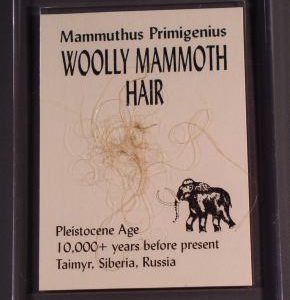 Mammuthus Primigenius
WOOLLY MAMMOTH
HAIR
Pleistocene Age
10,000+ years before present
Taimyr, Siberia, Russia